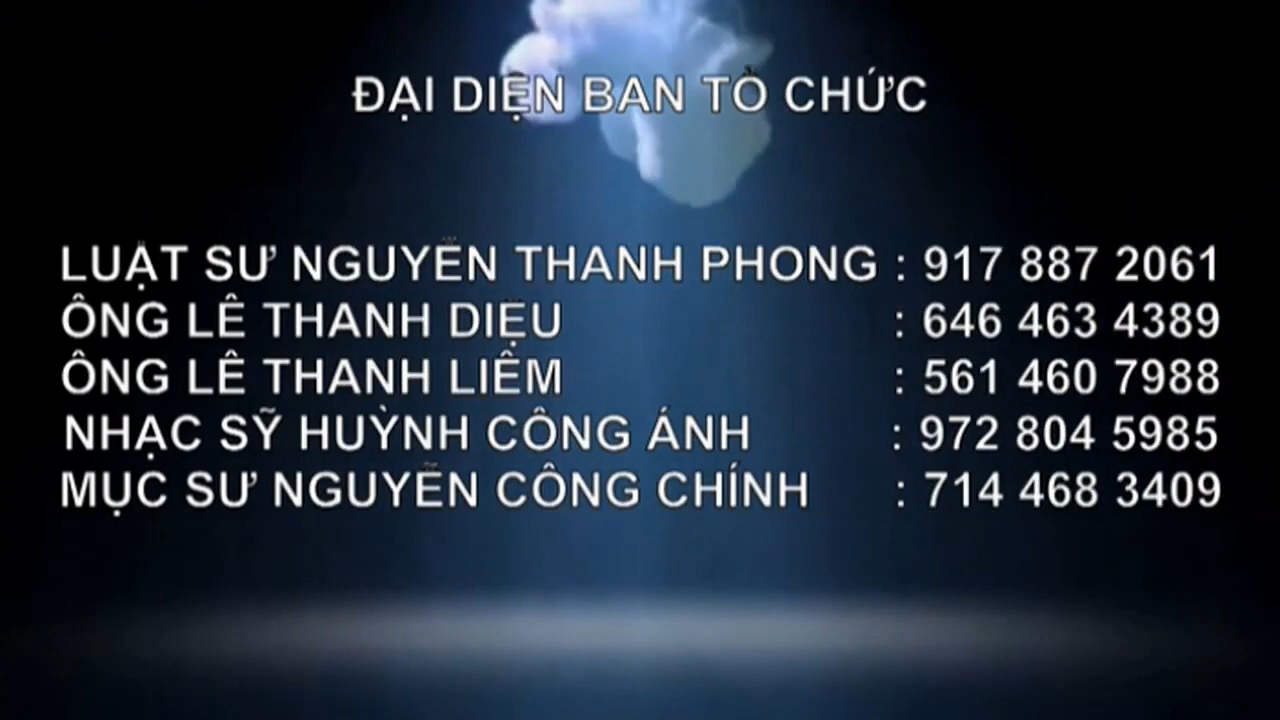 ĐẠI DIỆN BAN TỔ CHỨC
LUẬT SƯ NGUYỄN THANH PHONG : 917 887 2061
ÔNG LÊ THANH DIỆU : 646 463 4389
ÔNG LÊ THANH LIÊM : 561 460 7988
NHẠC SỸ HUỲNH CÔNG ÁNH : 972 804 5985
MỤC SƯ NGUYỄN CÔNG CHÍNH : 714 468 3409